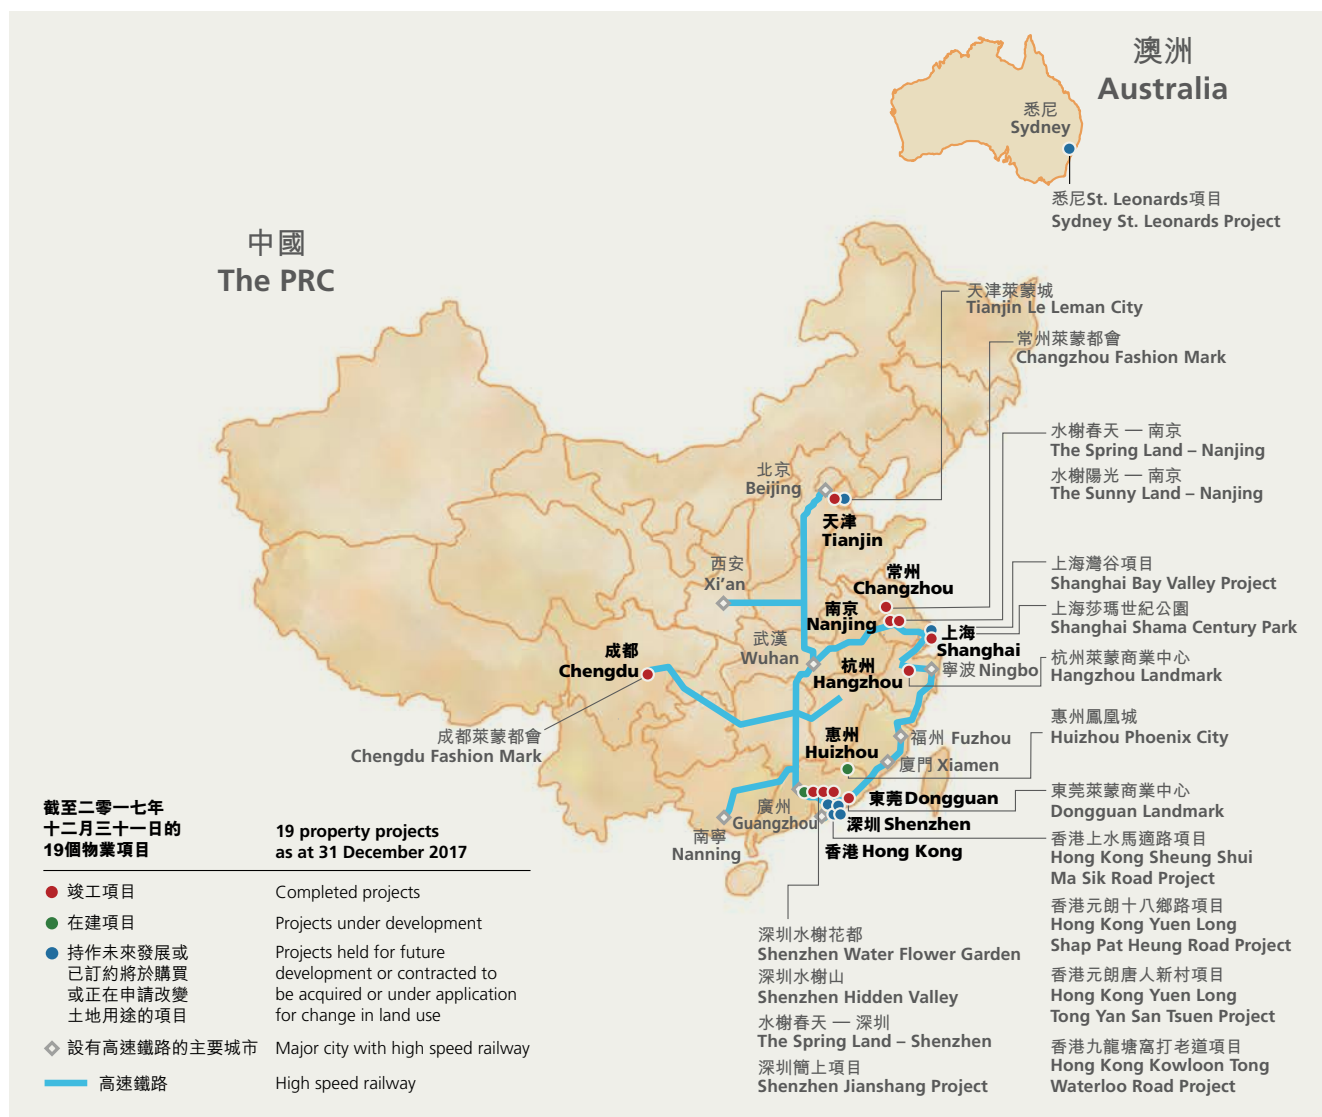 澳洲
Australia
悉尼
Sydney
悉尼St. Leonards項目
Sydney St. Leonards Project
中國
The PRC
天津萊蒙城
Tianjin Le Leman City
常州萊蒙都會
Changzhou Fashion Mark
水榭春天 — 南京
The Spring Land – Nanjing
水榭陽光 — 南京
The Sunny Land – Nanjing
北京
Beijing
天津
Tianjin
西安
Xi'an
常州
Changzhou
南京
Nanjing
上海灣谷項目
Shanghai Bay Valley Project
上海莎瑪世紀公園
Shanghai Shama Century Park
武漢
Wuhan
上海
Shanghai
成都
Chengdu
杭州
Hangzhou
寧波 Ningbo
杭州萊蒙商業中心
Hangzhou Landmark
成都萊蒙都會
Chengdu Fashion Mark
惠州
Huizhou
福州 Fuzhou
廈門 Xiamen
惠州鳳凰城
Huizhou Phoenix City
廣州
Guangzhou
南寧
Nanning
東莞 Dongguan
深圳 Shenzhen
香港 Hong Kong
東莞萊蒙商業中心
Dongguan Landmark
香港上水馬適路項目
Hong Kong Sheung Shui
Ma Sik Road Project
香港元朗十八鄉路項目
Hong Kong Yuen Long
Shap Pat Heung Road Project
香港元朗唐人新村項目
Hong Kong Yuen Long
Tong Yan San Tsuen Project
香港九龍塘窩打老道項目
Hong Kong Kowloon Tong
Waterloo Road Project
深圳水榭花都
Shenzhen Water Flower Garden
深圳水榭山
Shenzhen Hidden Valley
水榭春天 — 深圳
The Spring Land – Shenzhen
深圳簡上項目
Shenzhen Jianshang Project
截至二零一七年
十二月三十一日的
19個物業項目
19 property projects
as at 31 December 2017
竣工項目
Completed projects
在建項目
Projects under development
持作未來發展或
已訂約將於購買
或正在申請改變
土地用途的項目
Projects held for future
development or contracted to
be acquired or under application
for change in land use
設有高速鐵路的主要城市
Major city with high speed railway
高速鐵路
High speed railway